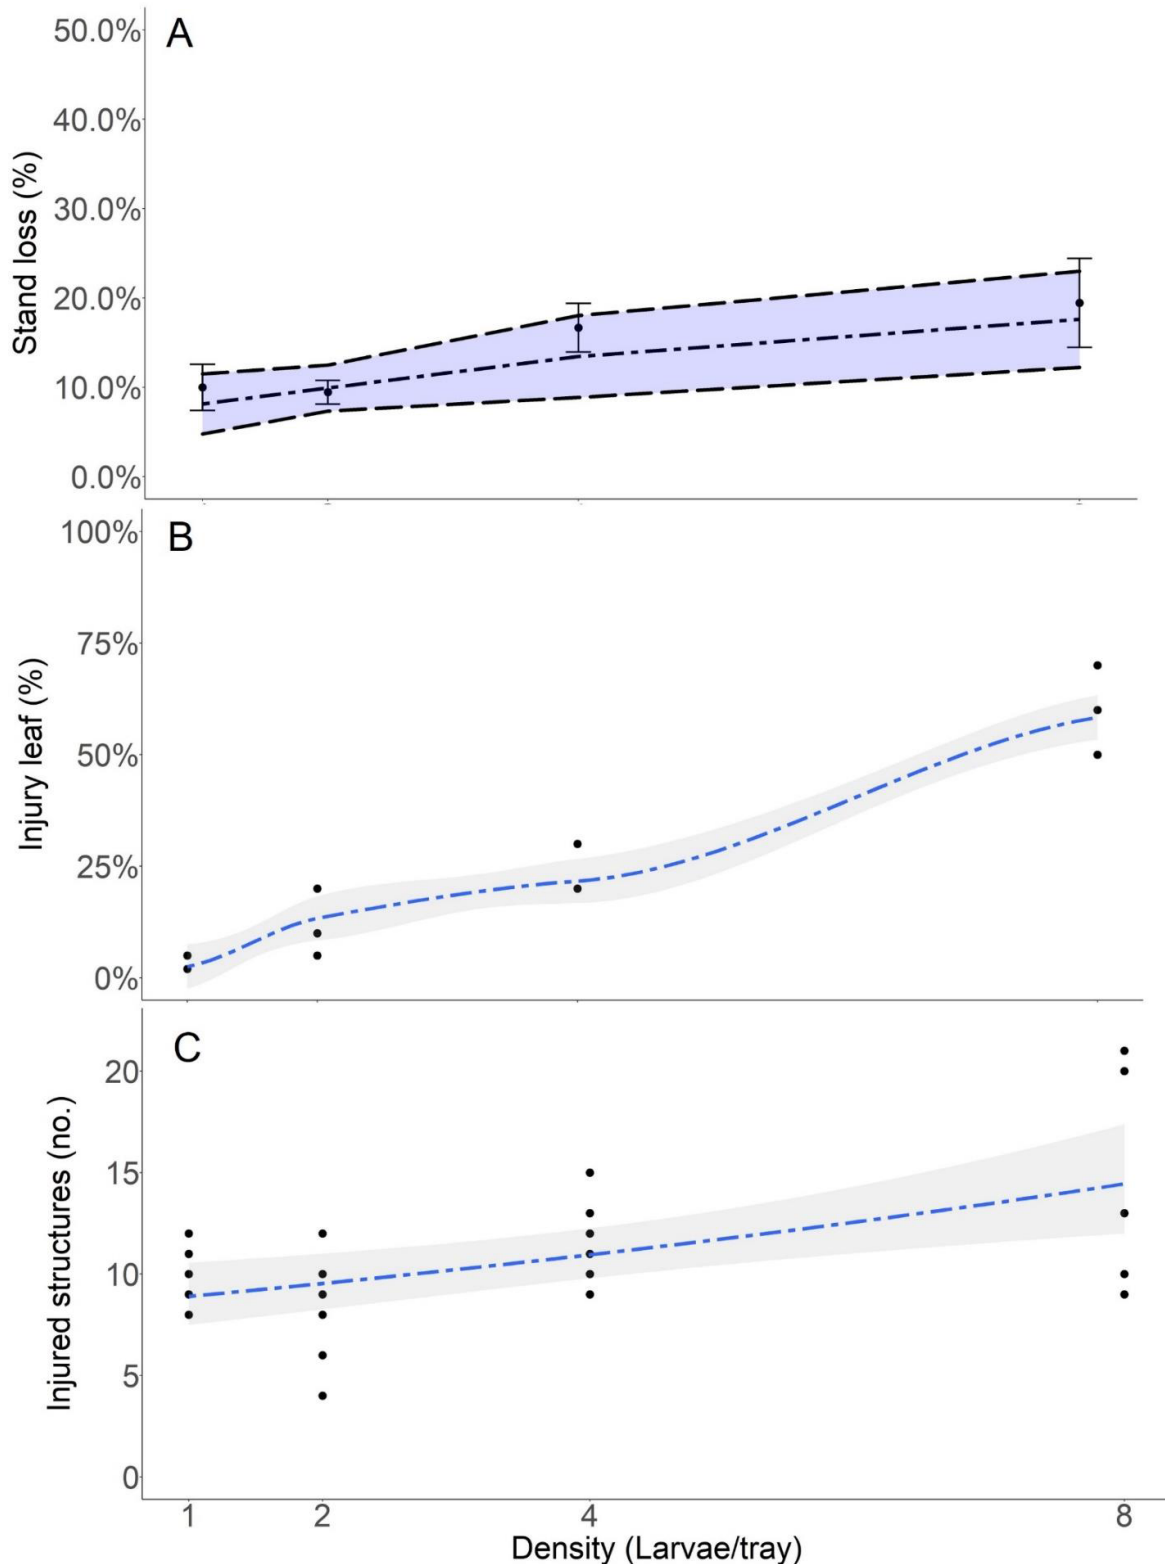 A
50.0%
40.0%
30.0%
20.0%
10.0%
0.0%
Stand loss (%)
B
100%
75%
50%
25%
0%
Injury leaf (%)
C
20
15
10
5
0
Injured structures (no.)
1 2 4 8
Density (Larvae/tray)